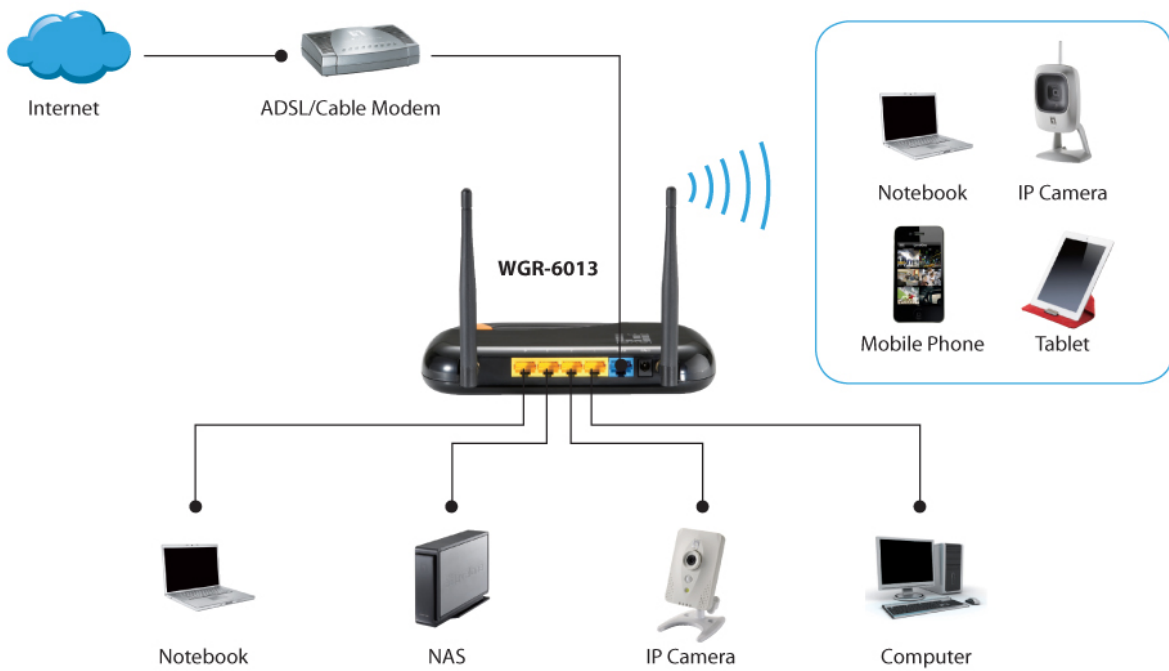 Internet
ADSL/Cable Modem
WGR-6013
Notebook
IP Camera
Mobile Phone
Tablet
Notebook
NAS
IP Camera
Computer